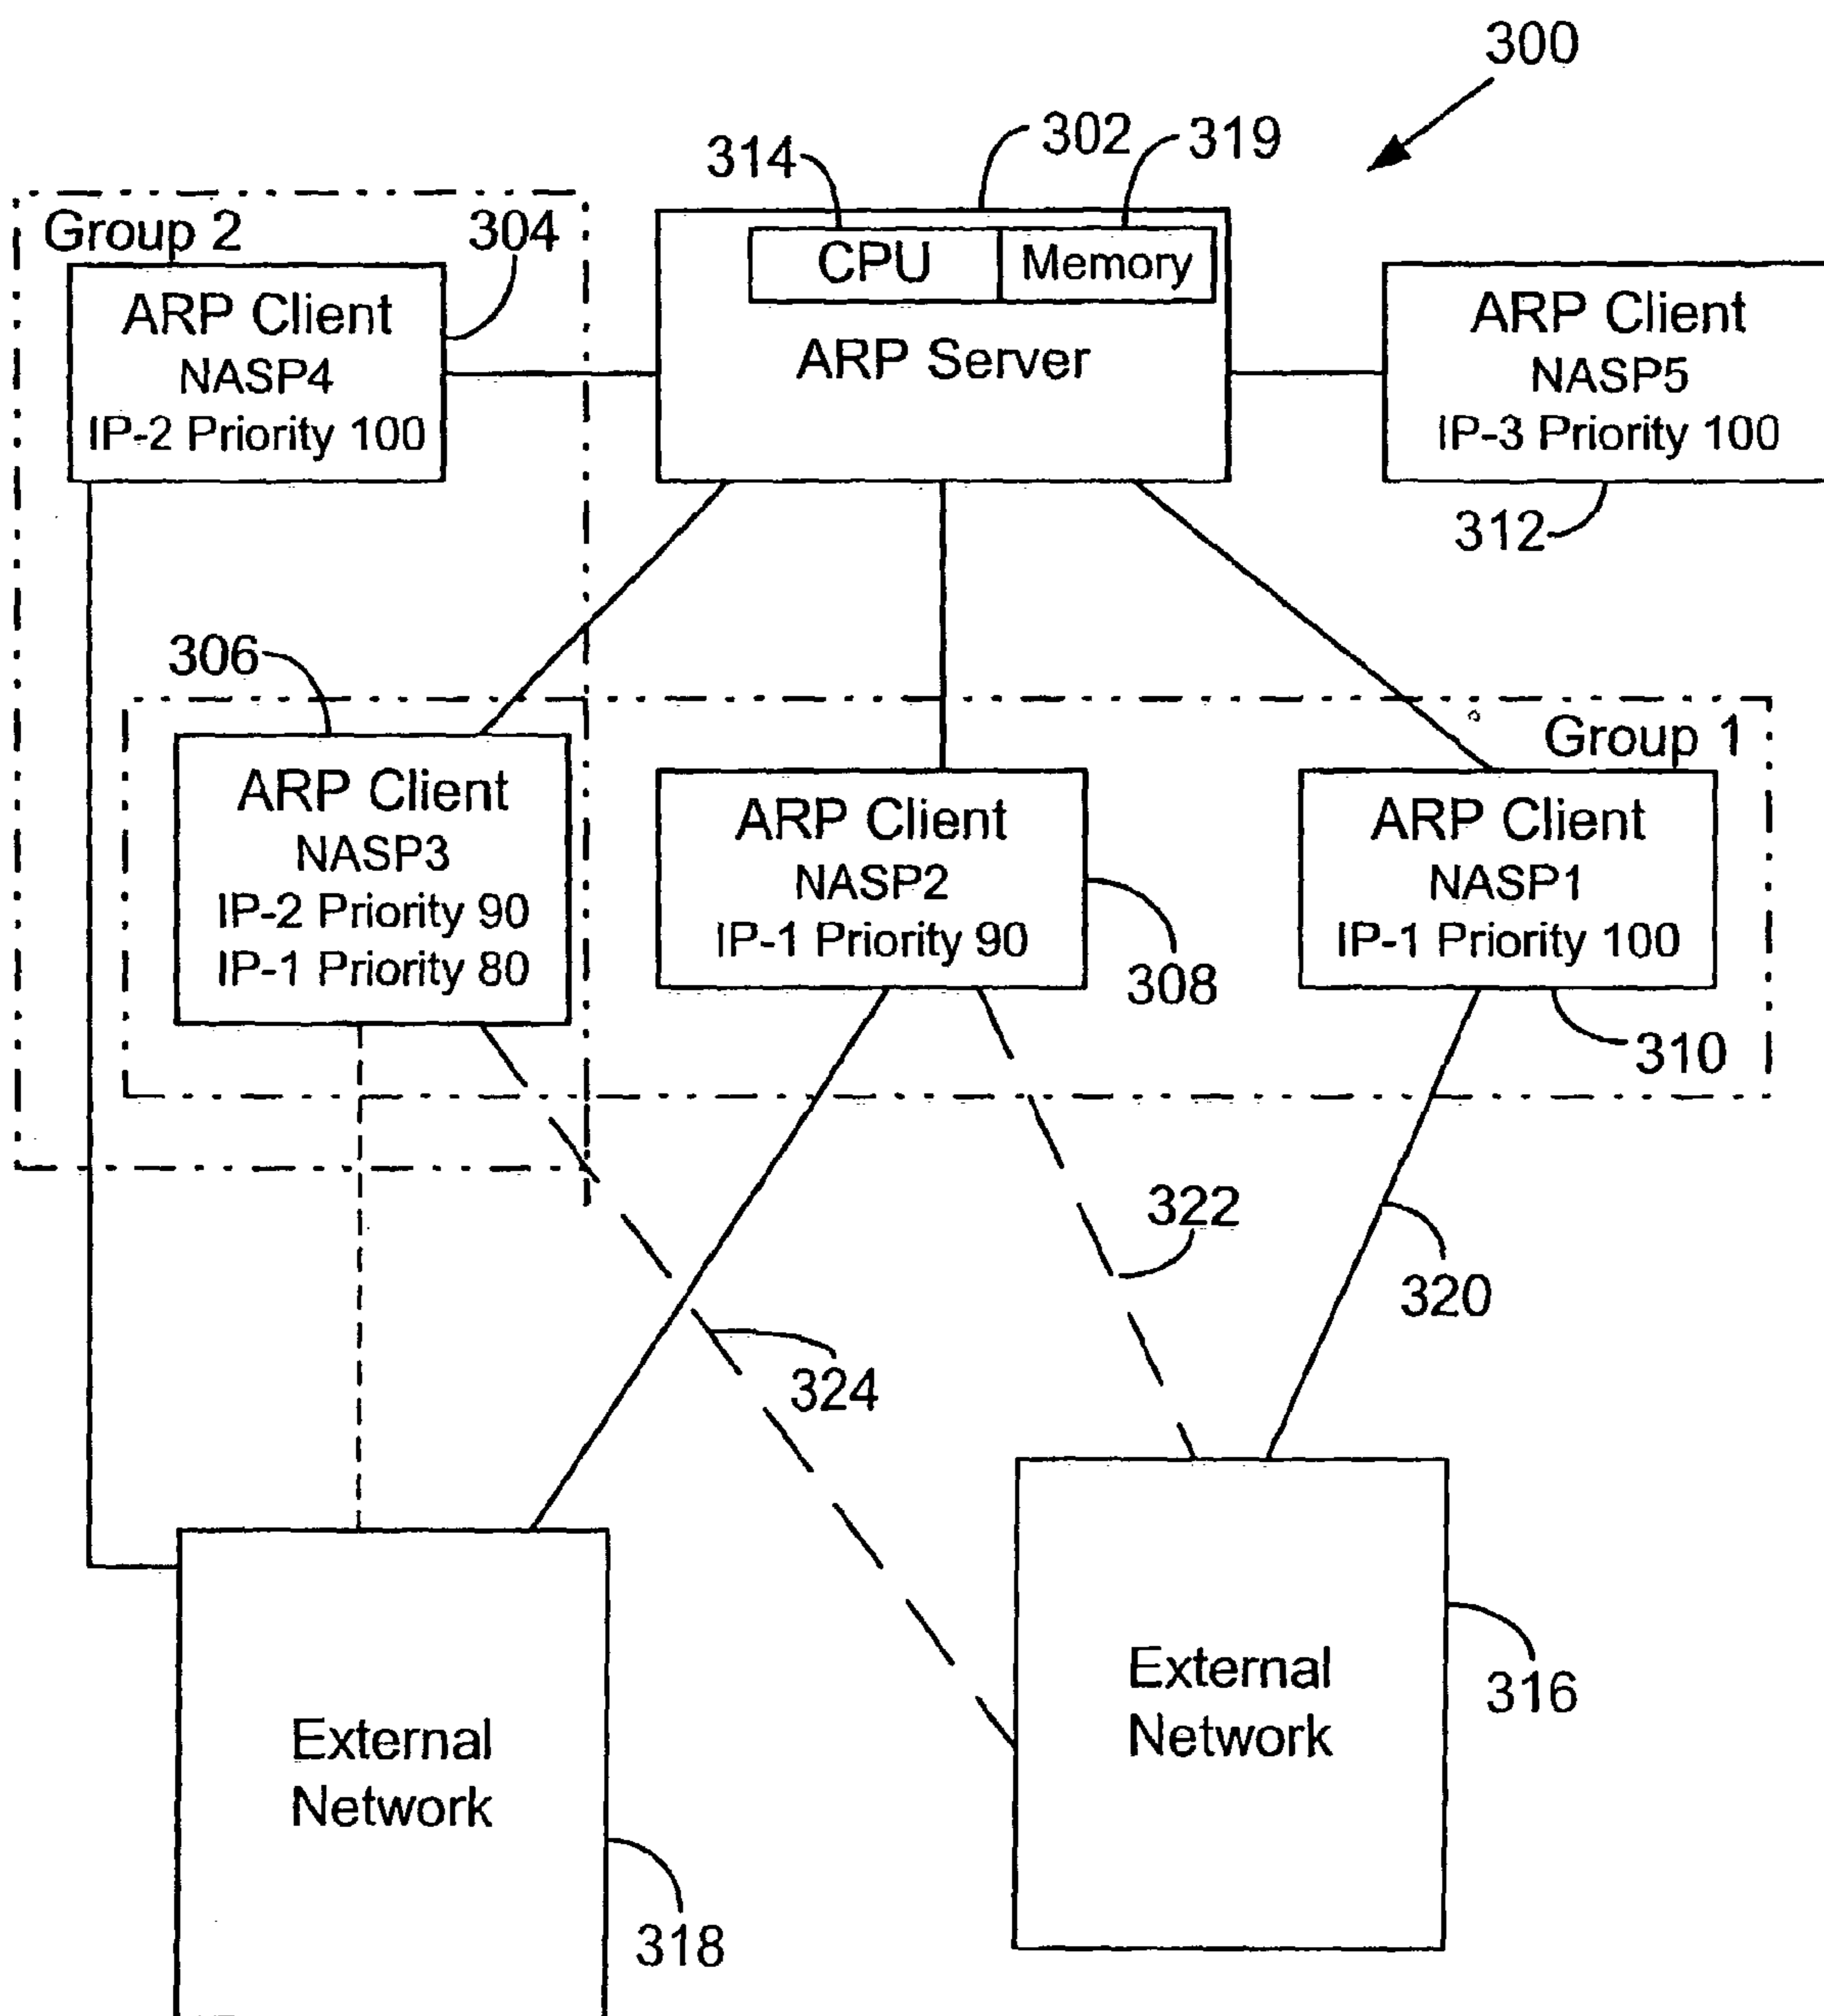 300
314
302
319
Group 2
304
CPU
Memory
ARP Server
ARP Client
NASP4
IP-2 Priority 100
ARP Client
NASP5
IP-3 Priority 100
312
306
Group 1
ARP Client
NASP3
IP-2 Priority 90
IP-1 Priority 80
ARP Client
NASP2
IP-1 Priority 90
308
ARP Client
NASP1
IP-1 Priority 100
310
322
320
324
External
Network
316
External
Network
318